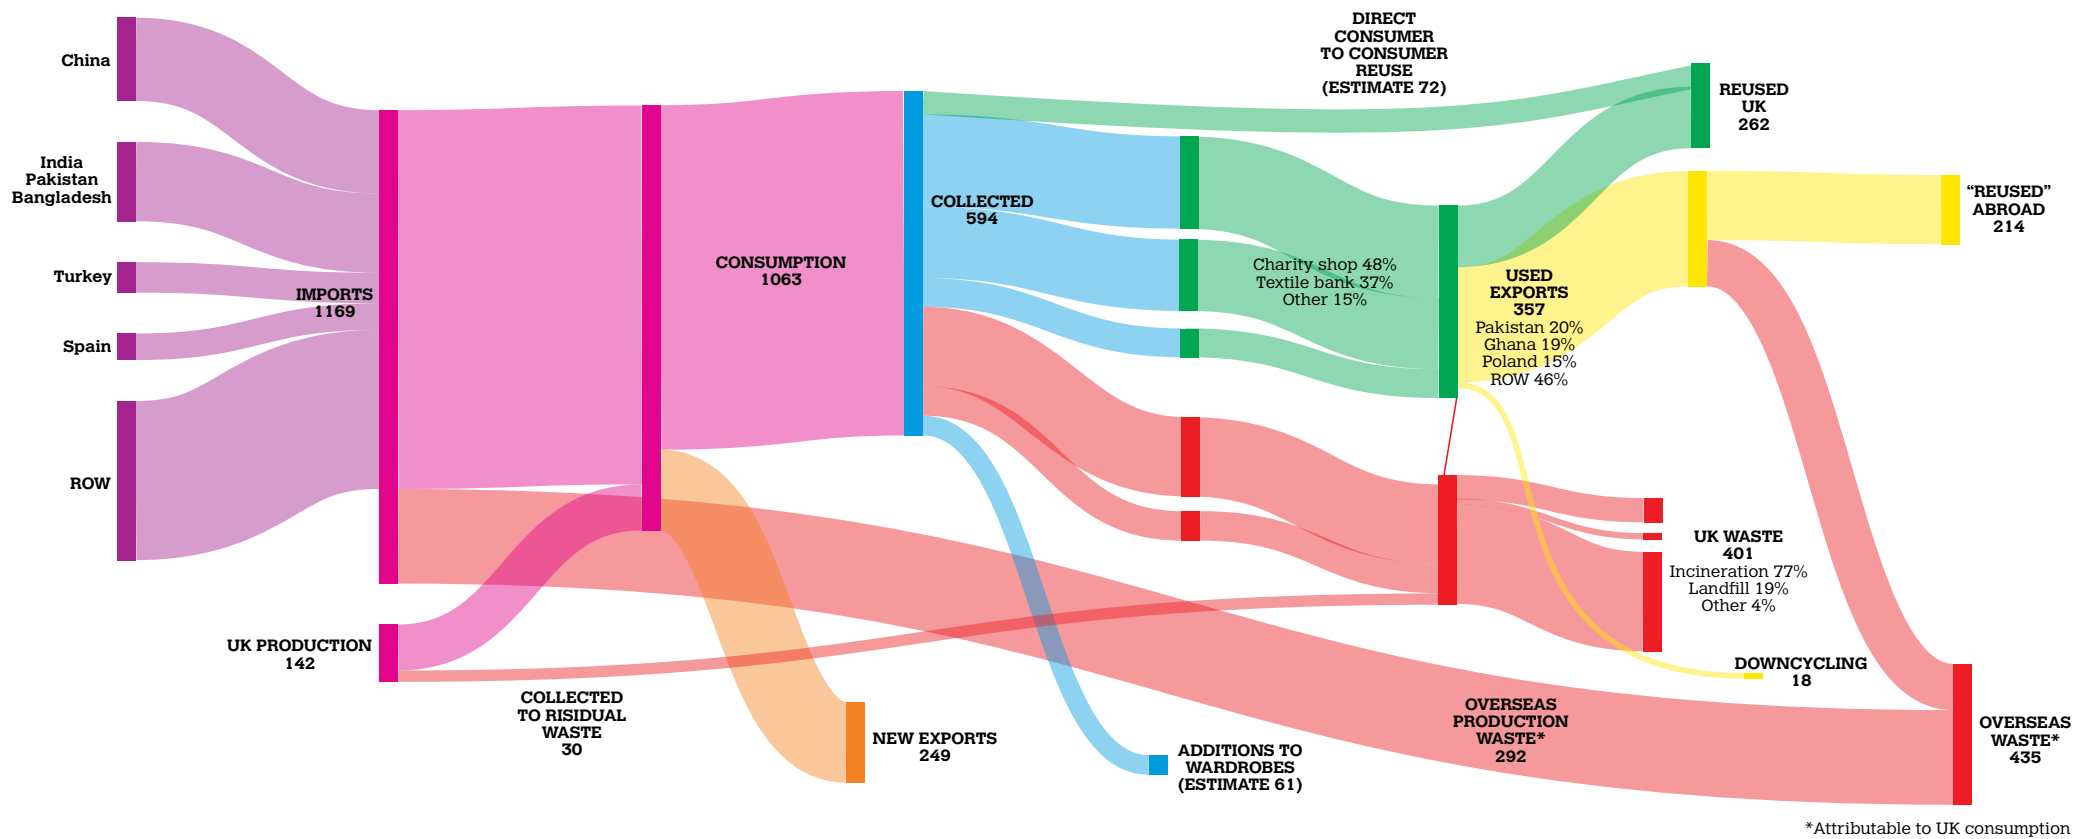 China
India
Pakistan
Bangladesh
Turkey
Spain
ROW
IMPORTS
1169
UK PRODUCTION
142
COLLECTED
TO RISIDUAL
WASTE
30
CONSUMPTION
1063
NEW EXPORTS
249
COLLECTED
594
DIRECT
CONSUMER
TO CONSUMER
REUSE
(ESTIMATE 72)
Charity shop 48%
Textile bank 37%
Other 15%
ADDITIONS TO
WARDROBES
(ESTIMATE 61)
USED
EXPORTS
357
Pakistan 20%
Ghana 19%
Poland 15%
ROW 46%
OVERSEAS
PRODUCTION
WASTE*
292
REUSED
UK
262
UK WASTE
401
Incineration 77%
Landfill 19%
Other 4%
DOWNCYCLING
18
“REUSED”
ABROAD
214
OVERSEAS
WASTE*
435
*Attributable to UK consumption